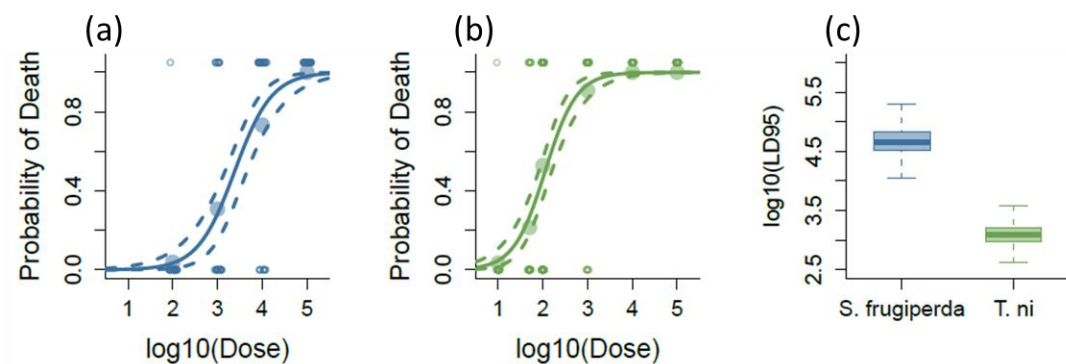 (a)
Probability of Death
0.0 0.4 0.8
1 2 3 4 5
log10(Dose)
(b)
Probability of Death
0.0 0.4 0.8
1 2 3 4 5
log10(Dose)
(c)
log10(LD95)
2.5 3.5 4.5 5.5
S. frugiperda T. ni